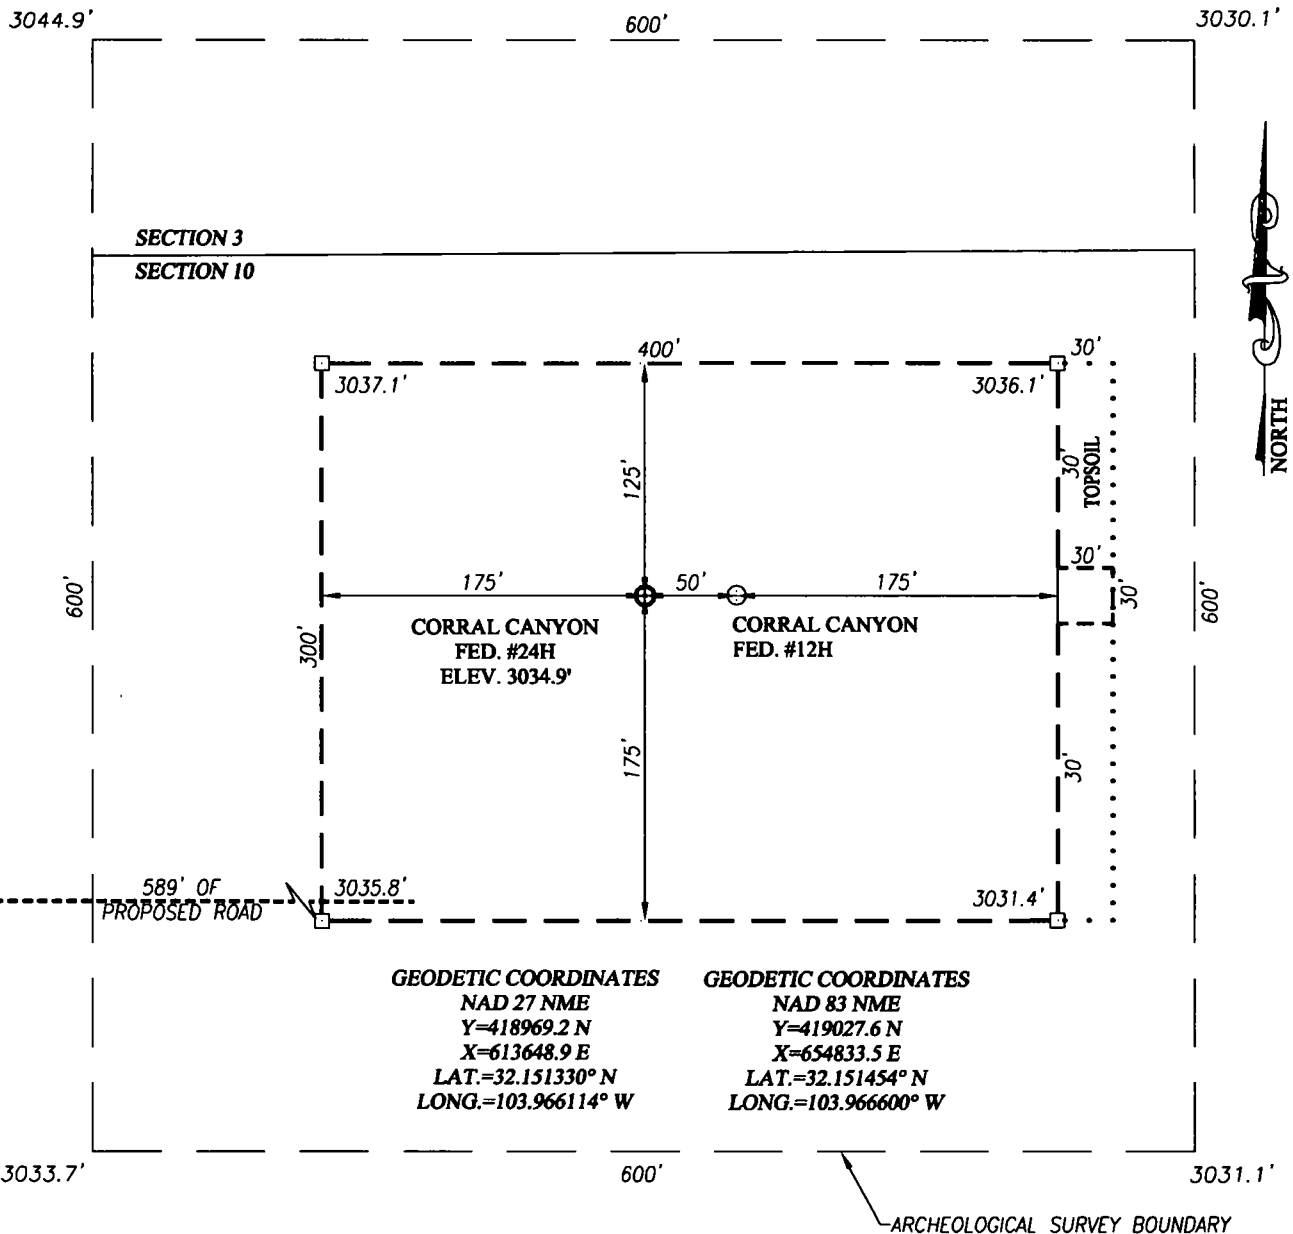 3044.9'
600'
3030.1'
SECTION 3
SECTION 10
400'
30'
3037.1'
3036.1'
125'
30'
TOPSOIL
NORTH
30'
175'
50'
175'
30'
600'
600'
300'
CORRAL CANYON
FED. #24H
ELEV. 3034.9'
CORRAL CANYON
FED. #12H
175'
30'
589' OF
PROPOSED ROAD
3035.8'
3031.4'
GEODETIC COORDINATES
NAD 27 NME
Y=418969.2 N
X=613648.9 E
LAT.=32.151330° N
LONG.=103.966114° W
GEODETIC COORDINATES
NAD 83 NME
Y=419027.6 N
X=654833.5 E
LAT.=32.151454° N
LONG.=103.966600° W
3033.7'
600'
3031.1'
ARCHEOLOGICAL SURVEY BOUNDARY